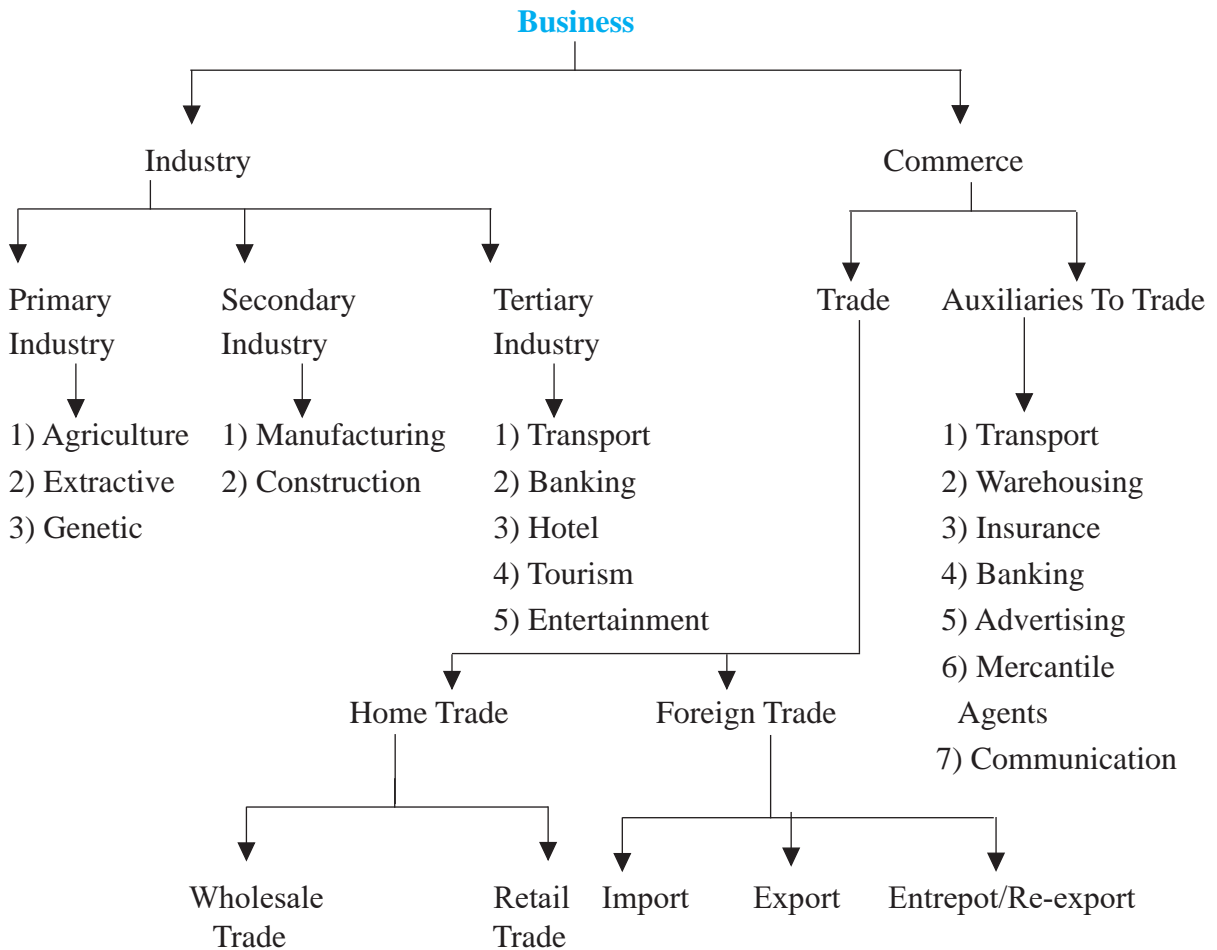 Business
Industry
Commerce
Primary
Industry
Secondary
Industry
Tertiary
Industry
Trade
Auxiliaries To Trade
1) Agriculture
2) Extractive
3) Genetic
1) Manufacturing
2) Construction
1) Transport
2) Banking
3) Hotel
4) Tourism
5) Entertainment
1) Transport
2) Warehousing
3) Insurance
4) Banking
5) Advertising
6) Mercantile
Agents
7) Communication
Home Trade
Foreign Trade
Wholesale
Trade
Retail
Trade
Import
Export
Entrepot/Re-export